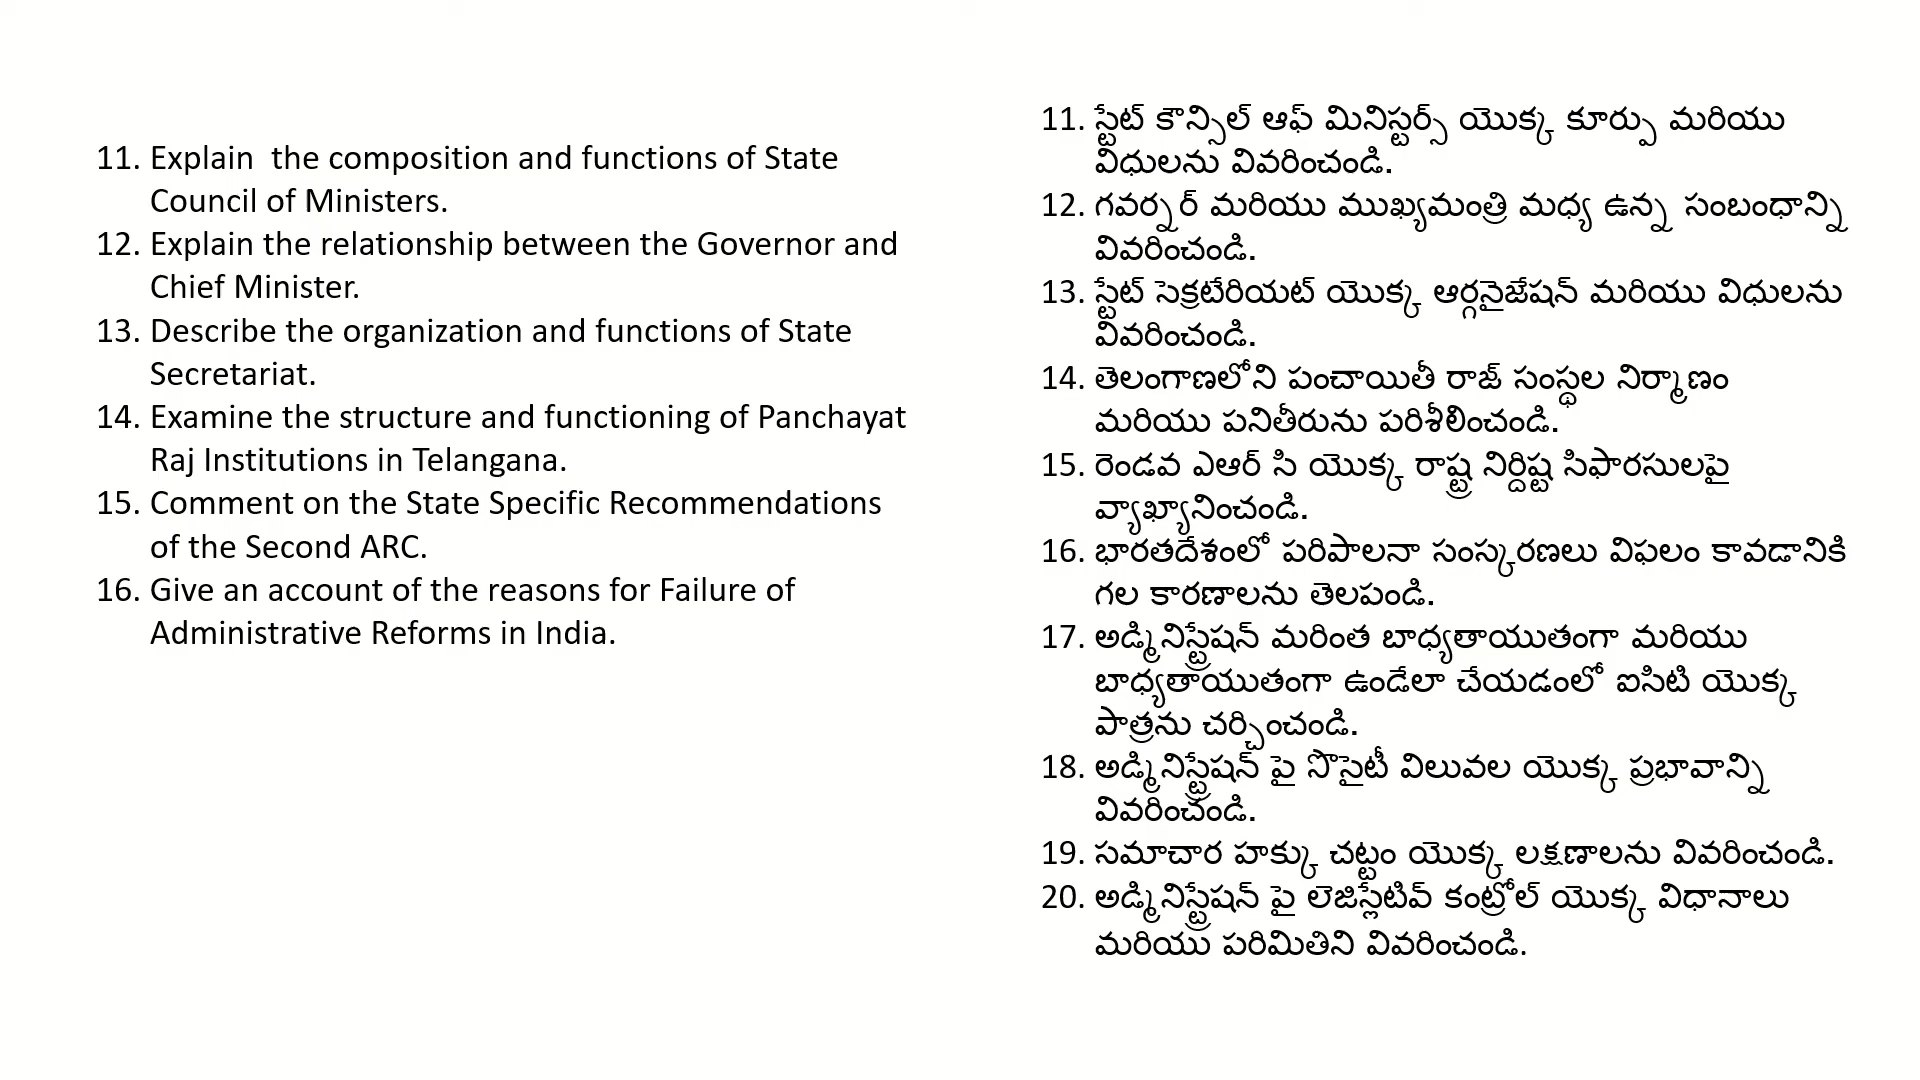 11. Explain  the composition and functions of State
Council of Ministers.
12. Explain the relationship between the Governor and
Chief Minister.
13. Describe the organization and functions of State
Secretariat.
14. Examine the structure and functioning of Panchayat
Raj Institutions in Telangana.
15. Comment on the State Specific Recommendations
of the Second ARC.
16. Give an account of the reasons for Failure of
Administrative Reforms in India.
11. స్టేట్ కౌన్సిల్ ఆఫ్ మినిస్టర్స్ యొక్క కూర్పు మరియు
విధులను వివరించండి.
12. గవర్నర్ మరియు ముఖ్యమంత్రి మధ్య ఉన్న సంబంధాన్ని
వివరించండి.
13. స్టేట్ సెక్రటేరియట్ యొక్క ఆర్గనైజేషన్ మరియు విధులను
వివరించండి.
14. తెలంగాణలోని పంచాయితీ రాజ్ సంస్థల నిర్మాణం
మరియు పనితీరును పరిశీలించండి.
15. రెండవ ఎఆర్ సి యొక్క రాష్ట్ర నిర్దిష్ట సిఫారసులపై
వ్యాఖ్యానించండి.
16. భారతదేశంలో పరిపాలనా సంస్కరణలు విఫలం కావడానికి
గల కారణాలను తెలపండి.
17. అడ్మినిస్ట్రేషన్ మరింత బాధ్యతాయుతంగా మరియు
బాధ్యతాయుతంగా ఉండేలా చేయడంలో ఐసిటి యొక్క
పాత్రను చర్చించండి.
18. అడ్మినిస్ట్రేషన్ పై సొసైటీ విలువల యొక్క ప్రభావాన్ని
వివరించండి.
19. సమాచార హక్కు చట్టం యొక్క లక్షణాలను వివరించండి.
20. అడ్మినిస్ట్రేషన్ పై లెజిస్లేటివ్ కంట్రోల్ యొక్క విధానాలు
మరియు పరిమితిని వివరించండి.